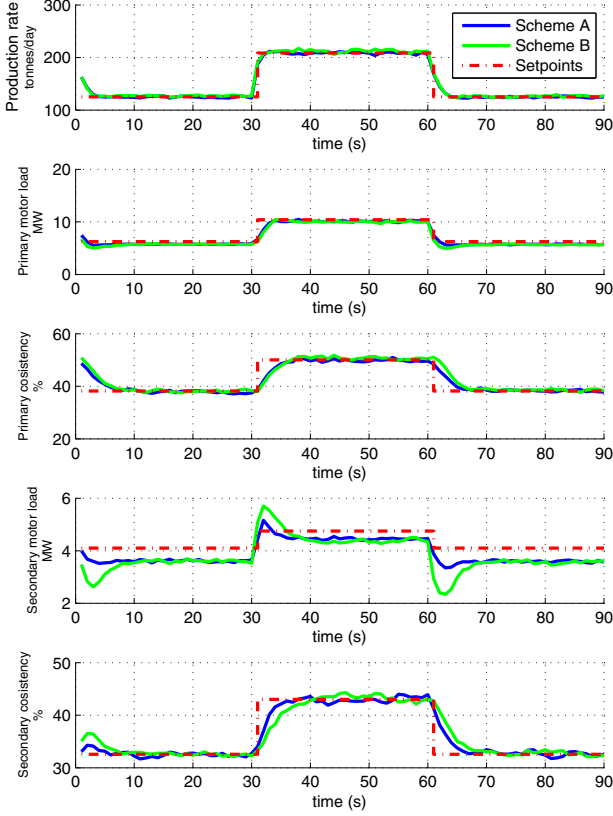 Production rate
tonnes/day
300
200
100
0 10 20 30 40 50 60 70 80 90
time (s)
Scheme A
Scheme B
Setpoints
Primary motor load
MW
20
10
0
0 10 20 30 40 50 60 70 80 90
time (s)
Primary cosistency
%
60
40
20
0 10 20 30 40 50 60 70 80 90
time (s)
Secondary motor load
MW
6
4
2
0 10 20 30 40 50 60 70 80 90
time (s)
Secondary cosistency
%
50
40
30
0 10 20 30 40 50 60 70 80 90
time (s)